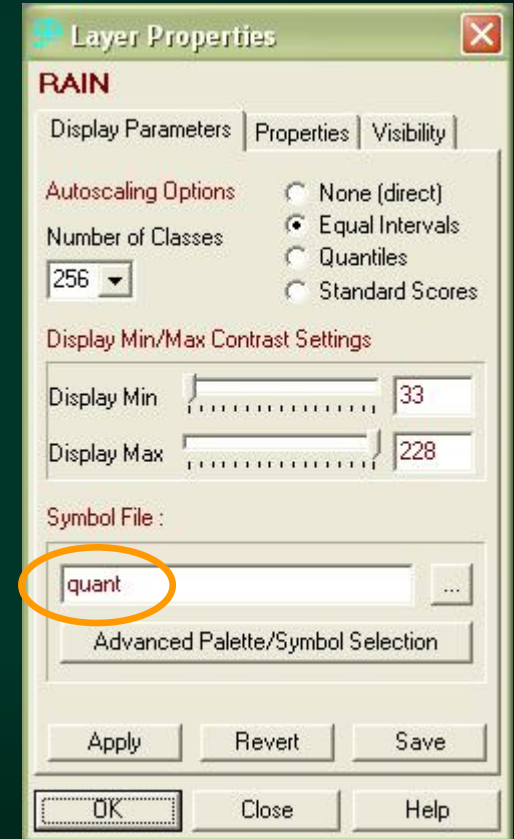 Layer Properties
RAIN
Display Parameters Properties Visibility
Autoscaling Options
None (direct)
Number of Classes
Equal Intervals
Quantiles
256
Standard Scores
Display Min/Max Contrast Settings
Display Min 33
Display Max 228
Symbol File :
quant ...
Advanced Palette/Symbol Selection
Apply Revert Save
OK Close Help